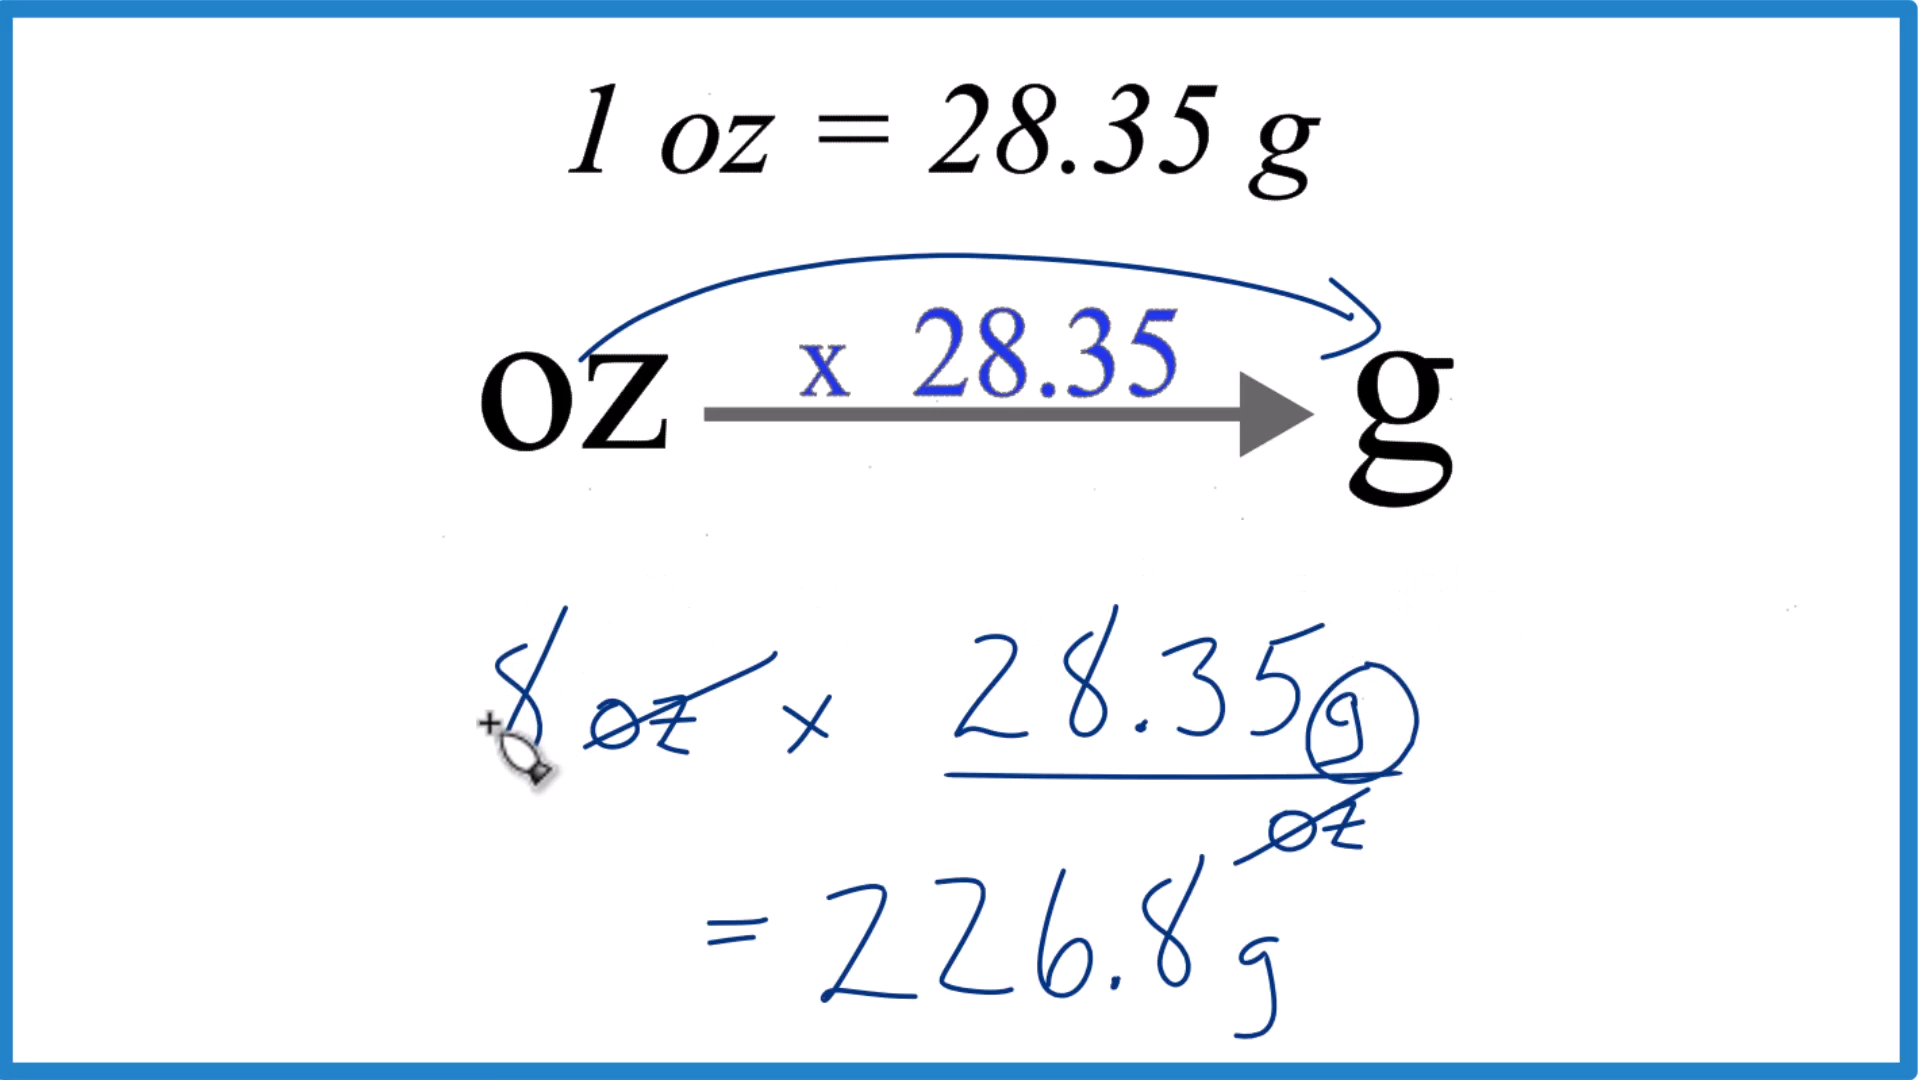 1 oz = 28.35 g
x 28.35
oz g
8 oz x 28.35 g
oz
= 226.8 g